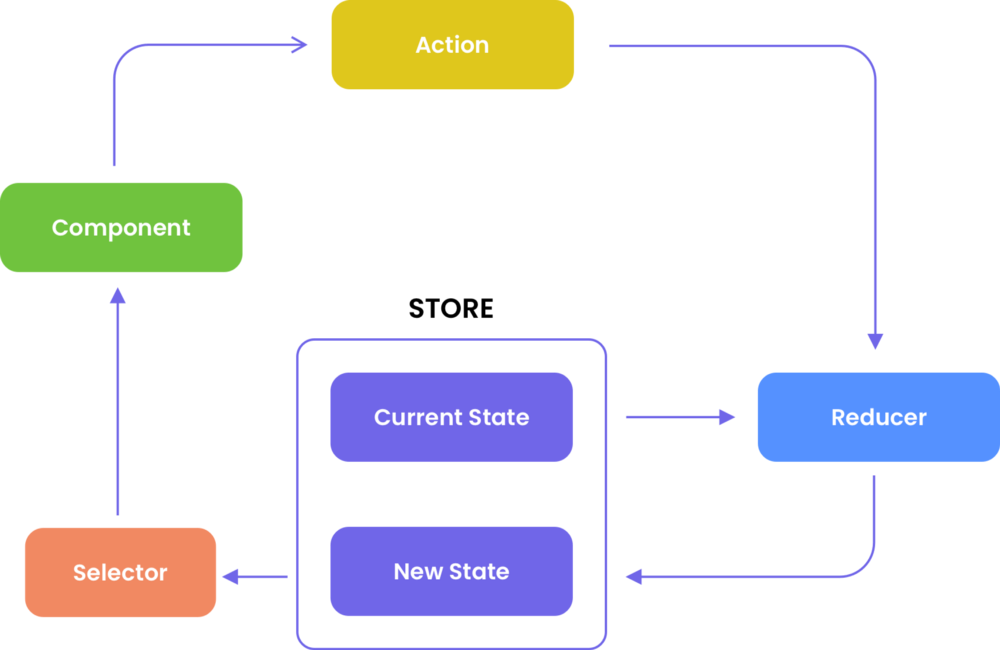 Action
Component
STORE
Current State
Reducer
New State
Selector